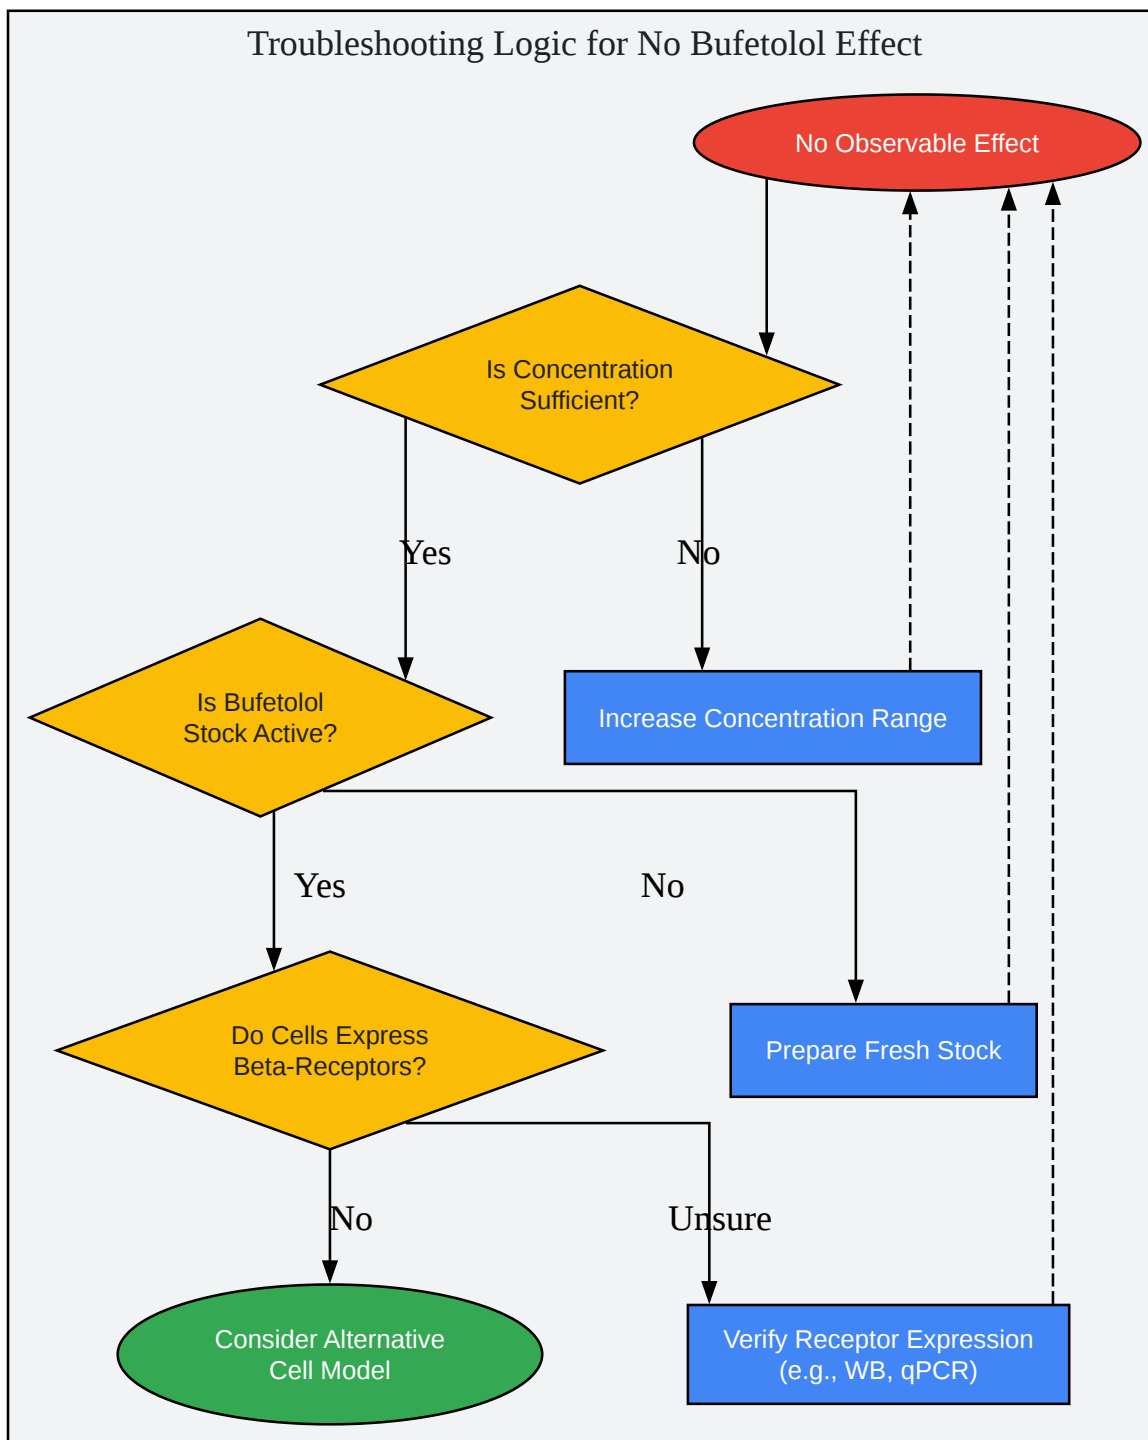 Troubleshooting Logic for No Bufetolol Effect
No Observable Effect
Is Concentration
Sufficient?
Yes
No
Is Bufetolol
Stock Active?
Increase Concentration Range
Yes
No
Do Cells Express
Beta-Receptors?
Prepare Fresh Stock
No
Unsure
Consider Alternative
Cell Model
Verify Receptor Expression
(e.g., WB, qPCR)